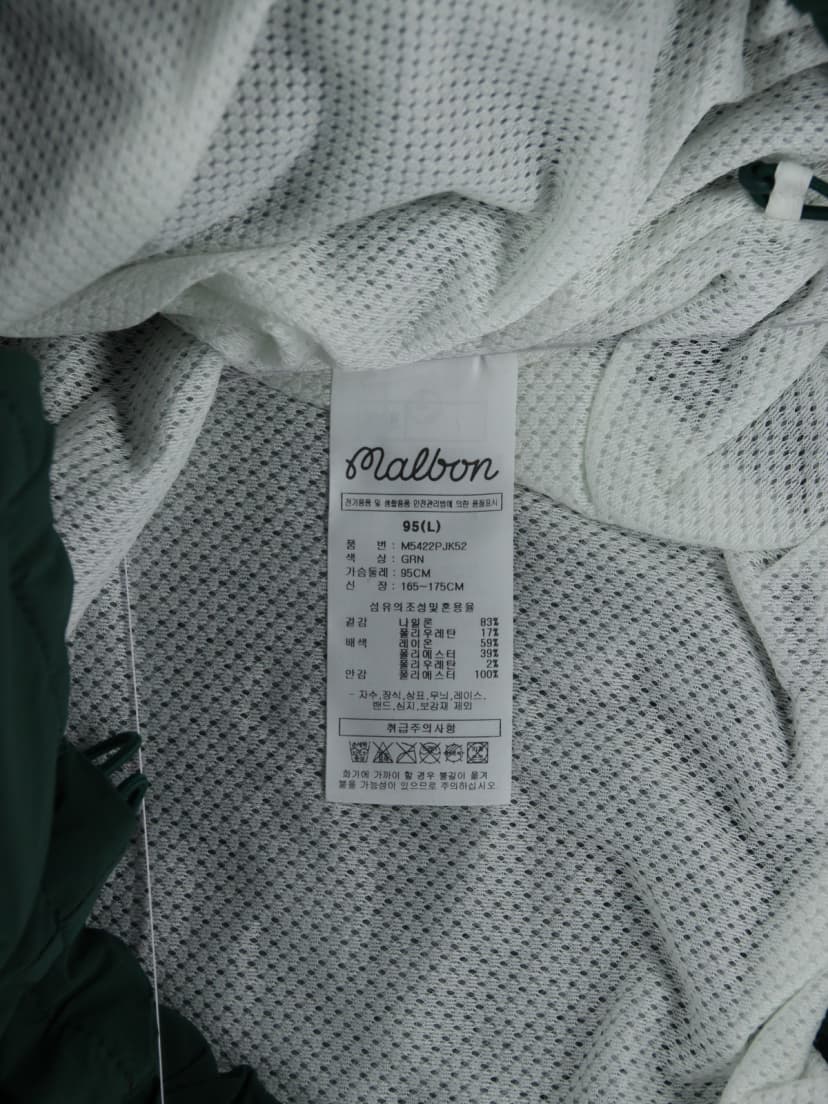 malbon
전기용품 및 생활용품 안전관리법에 의한 품질표시
95(L)
품 번 : M5422PJK52
색 상 : GRN
가슴둘레 : 95CM
신 장 : 165~175CM
섬유의조성및혼용율
겉감 나일론 83%
폴리우레탄 17%
배색 레이온 59%
폴리에스터 39%
폴리우레탄 2%
안감 폴리에스터 100%
- 자수,장식,상표,무늬,레이스,
밴드,심지,보강재 제외
취급주의사항
화기에 가까이 할 경우 불길이 옮겨
붙을 가능성이 있으므로 주의하십시오